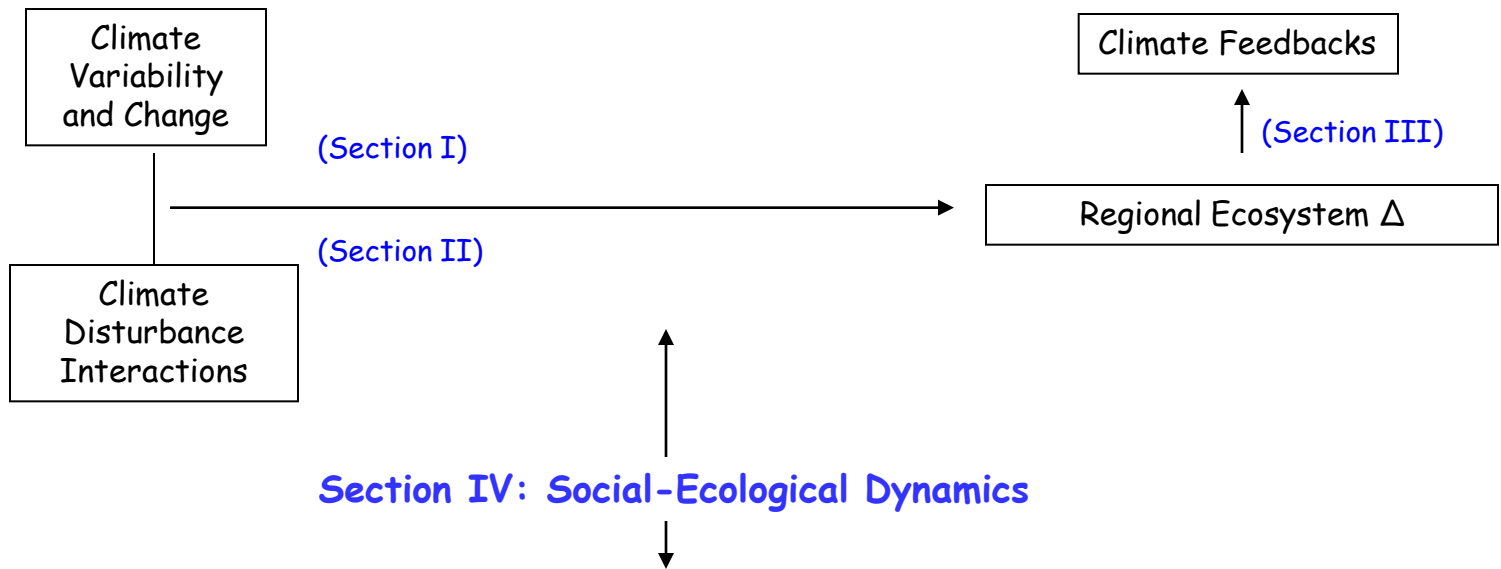 Climate
Variability
and Change
Climate Feedbacks
(Section I)
(Section III)
Regional Ecosystem Δ
(Section II)
Climate
Disturbance
Interactions
Section IV: Social-Ecological Dynamics